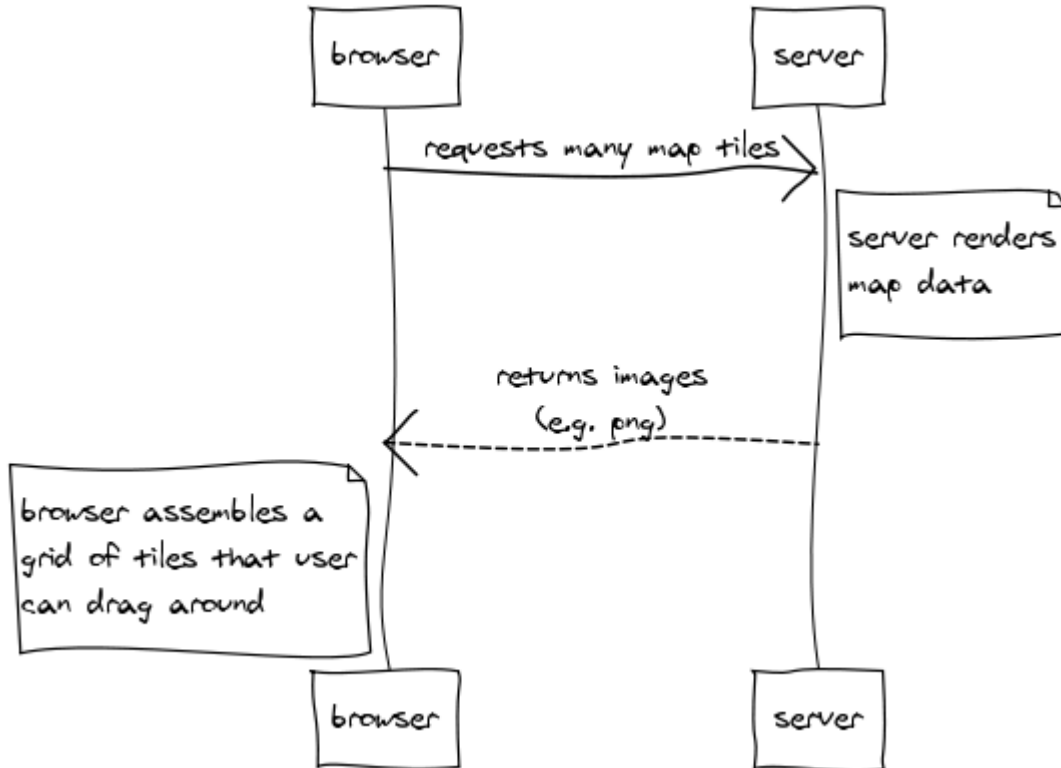 browser
server
requests many map tiles
server renders
map data
returns images
(e.g. png)
browser assembles a
grid of tiles that user
can drag around
browser
server